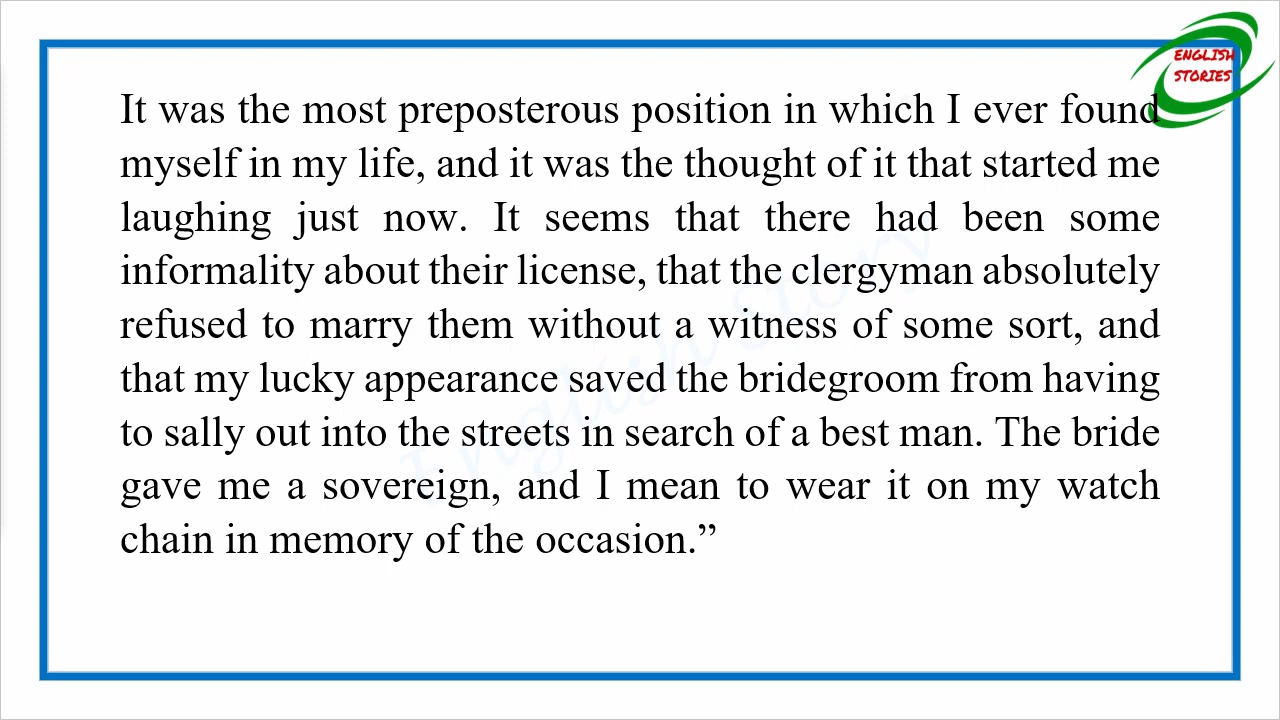 ENGLISH
STORIES
It was the most preposterous position in which I ever found
myself in my life, and it was the thought of it that started me
laughing just now. It seems that there had been some
informality about their license, that the clergyman absolutely
refused to marry them without a witness of some sort, and
that my lucky appearance saved the bridegroom from having
to sally out into the streets in search of a best man. The bride
gave me a sovereign, and I mean to wear it on my watch
chain in memory of the occasion.”
English Story